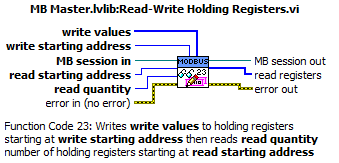 MB Master.lvlib:Read-Write Holding Registers.vi
write values
write starting address
MB session in
read starting address
read quantity
error in (no error)
MODBUS
23
MB session out
read registers
error out
Function Code 23: Writes write values to holding registers
starting at write starting address then reads read quantity
number of holding registers starting at read starting address